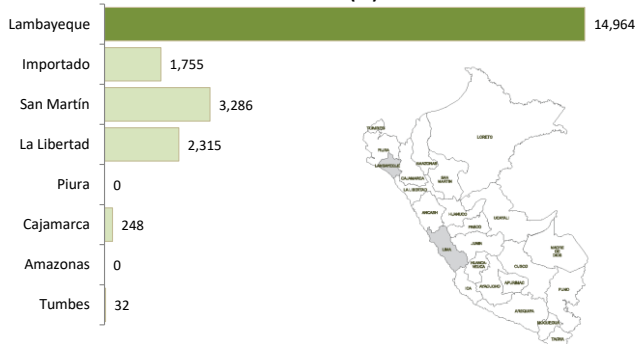 Lambayeque 14,964
Importado 1,755
San Martín 3,286
La Libertad 2,315
Piura 0
Cajamarca 248
Amazonas 0
Tumbes 32
TUMBES
LORETO
PIURA
LAMBAYEQUE
AMAZONAS
CAJAMARCA
SAN
MARTIN
LA LIBERTAD
ANCASH
HUANUCO
UCAYALI
PASCO
LIMA
JUNIN
MADRE
DE
DIOS
HUANCA-
VELICA
CUSCO
ICA
AYACUCHO
APURIMAC
PUNO
AREQUIPA
MOQUEGUA
TACNA